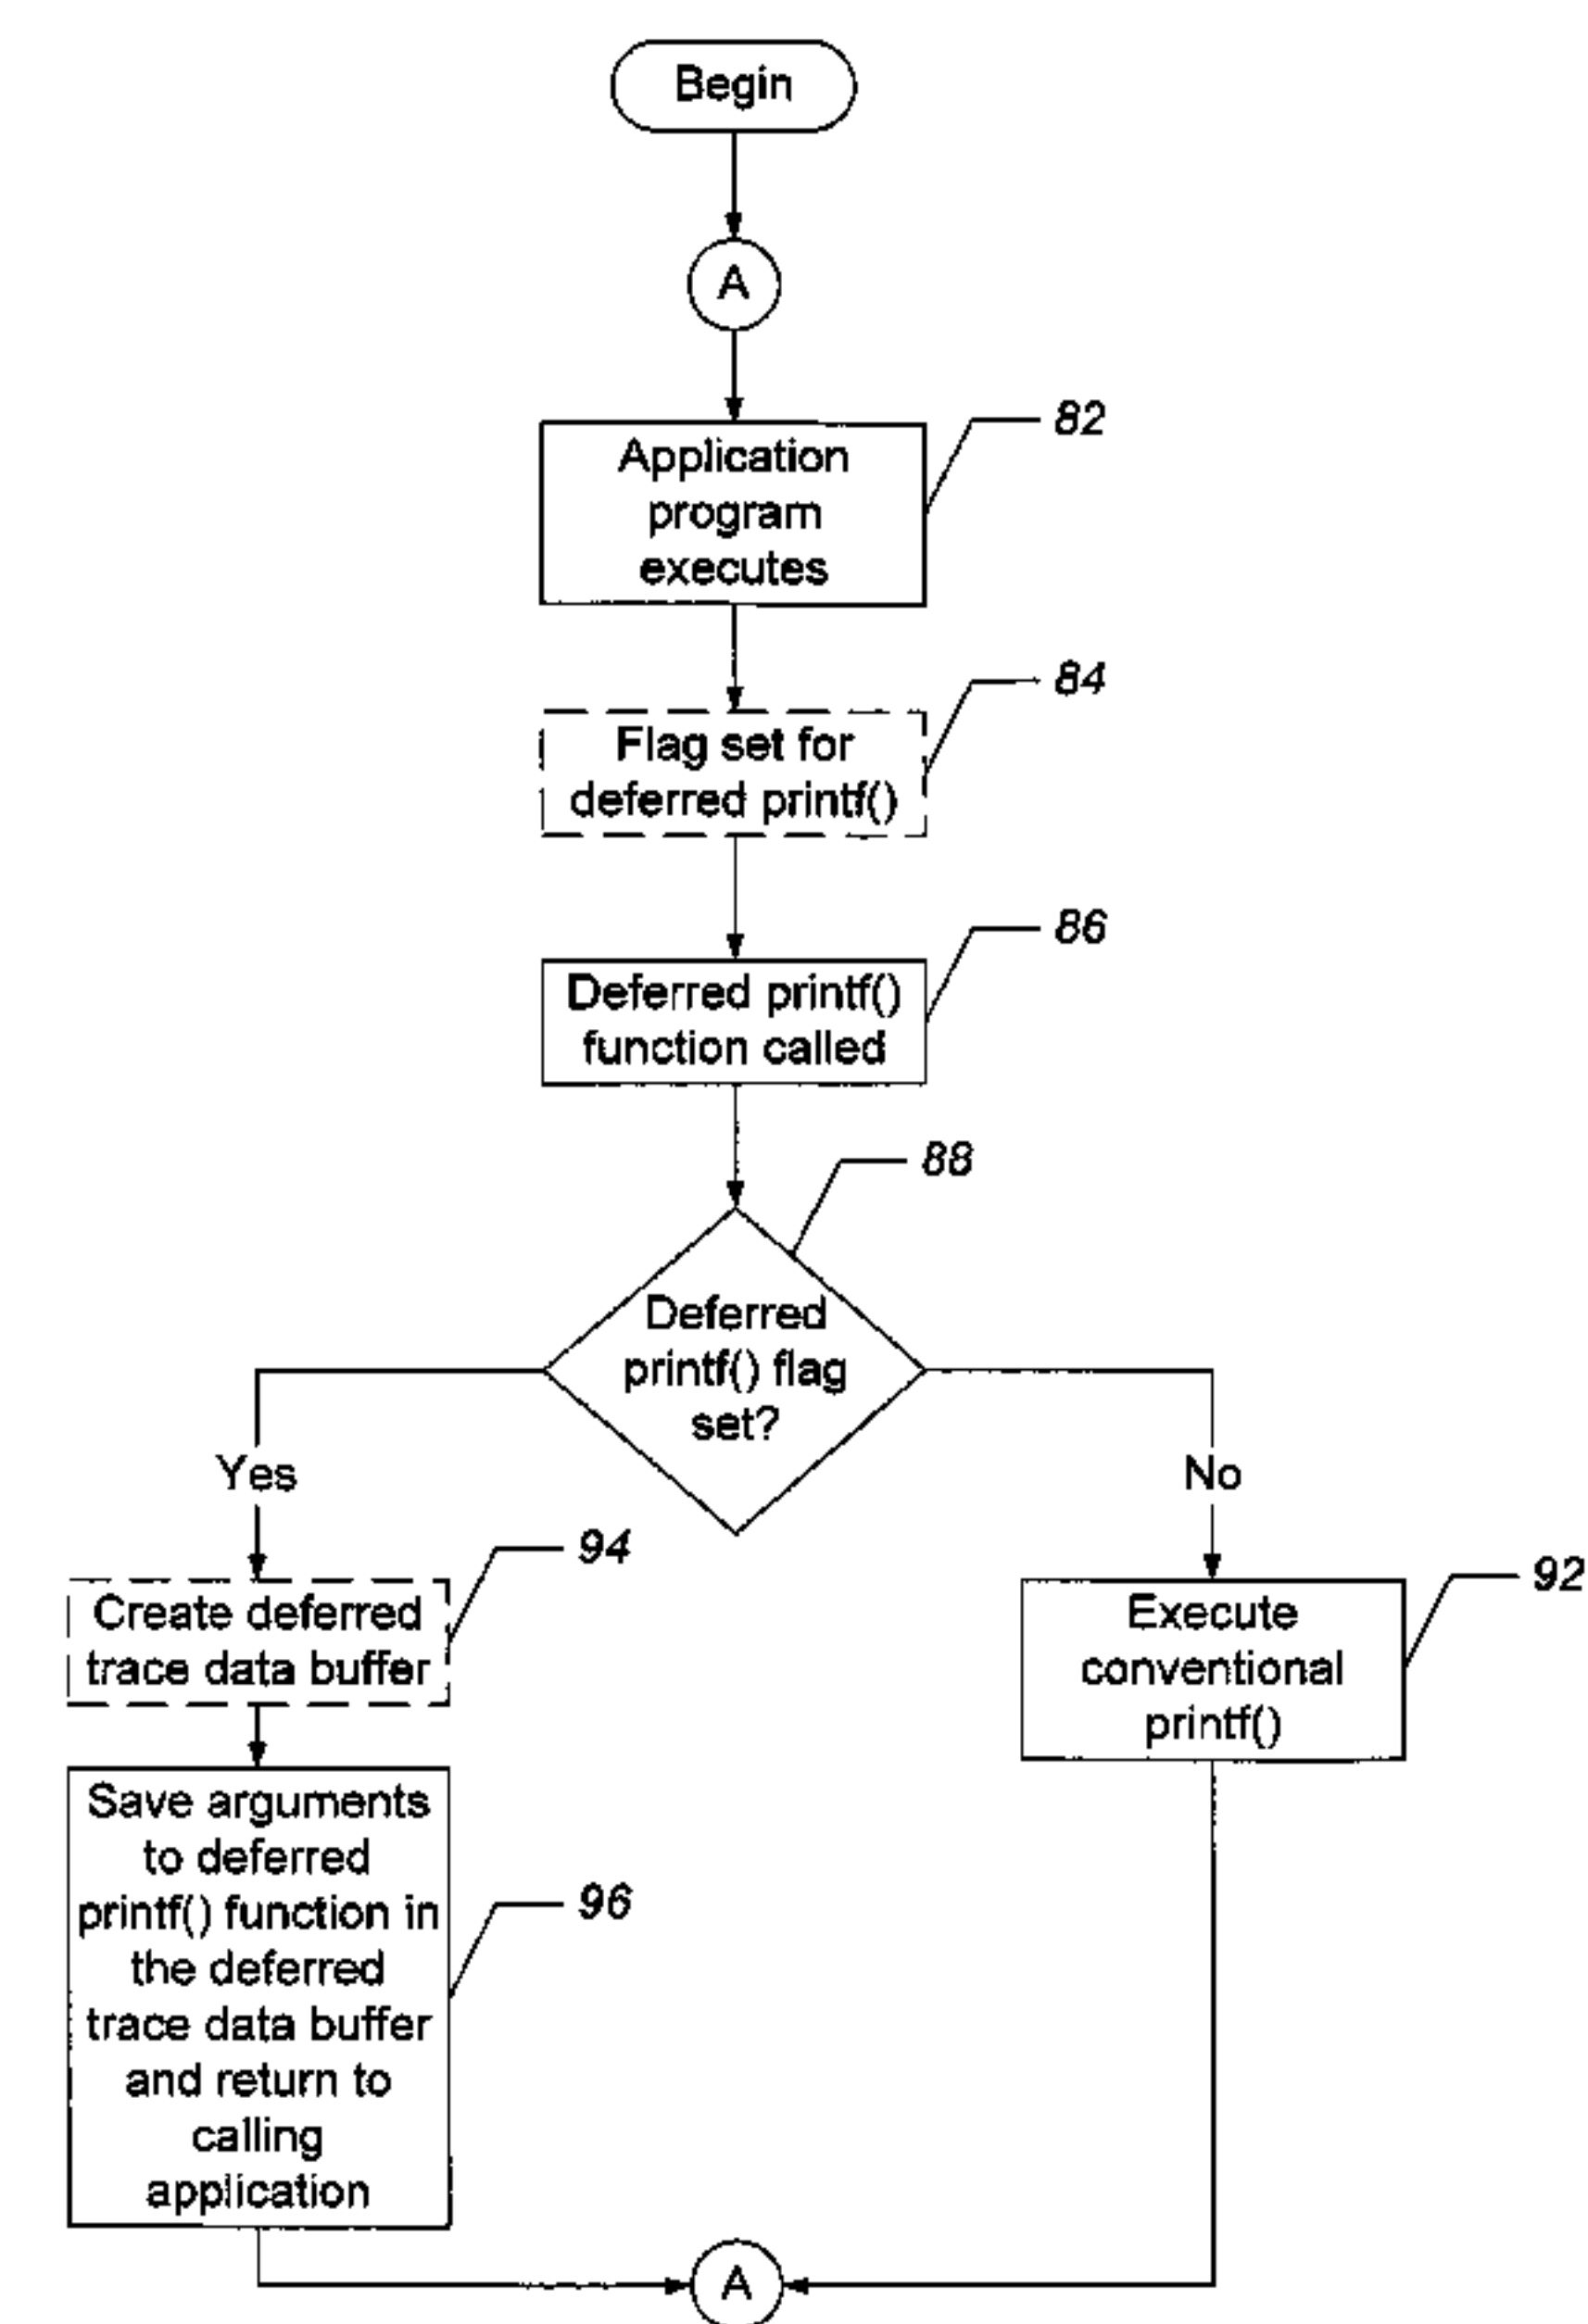 Begin
A
82
Application
program
executes
84
Flag set for
deferred printf()
86
Deferred printf()
function called
88
Deferred
printf() flag
set?
Yes
No
94
Create deferred
trace data buffer
92
Execute
conventional
printf()
Save arguments
to deferred
printf() function in
the deferred
trace data buffer
and return to
calling
application
96
A